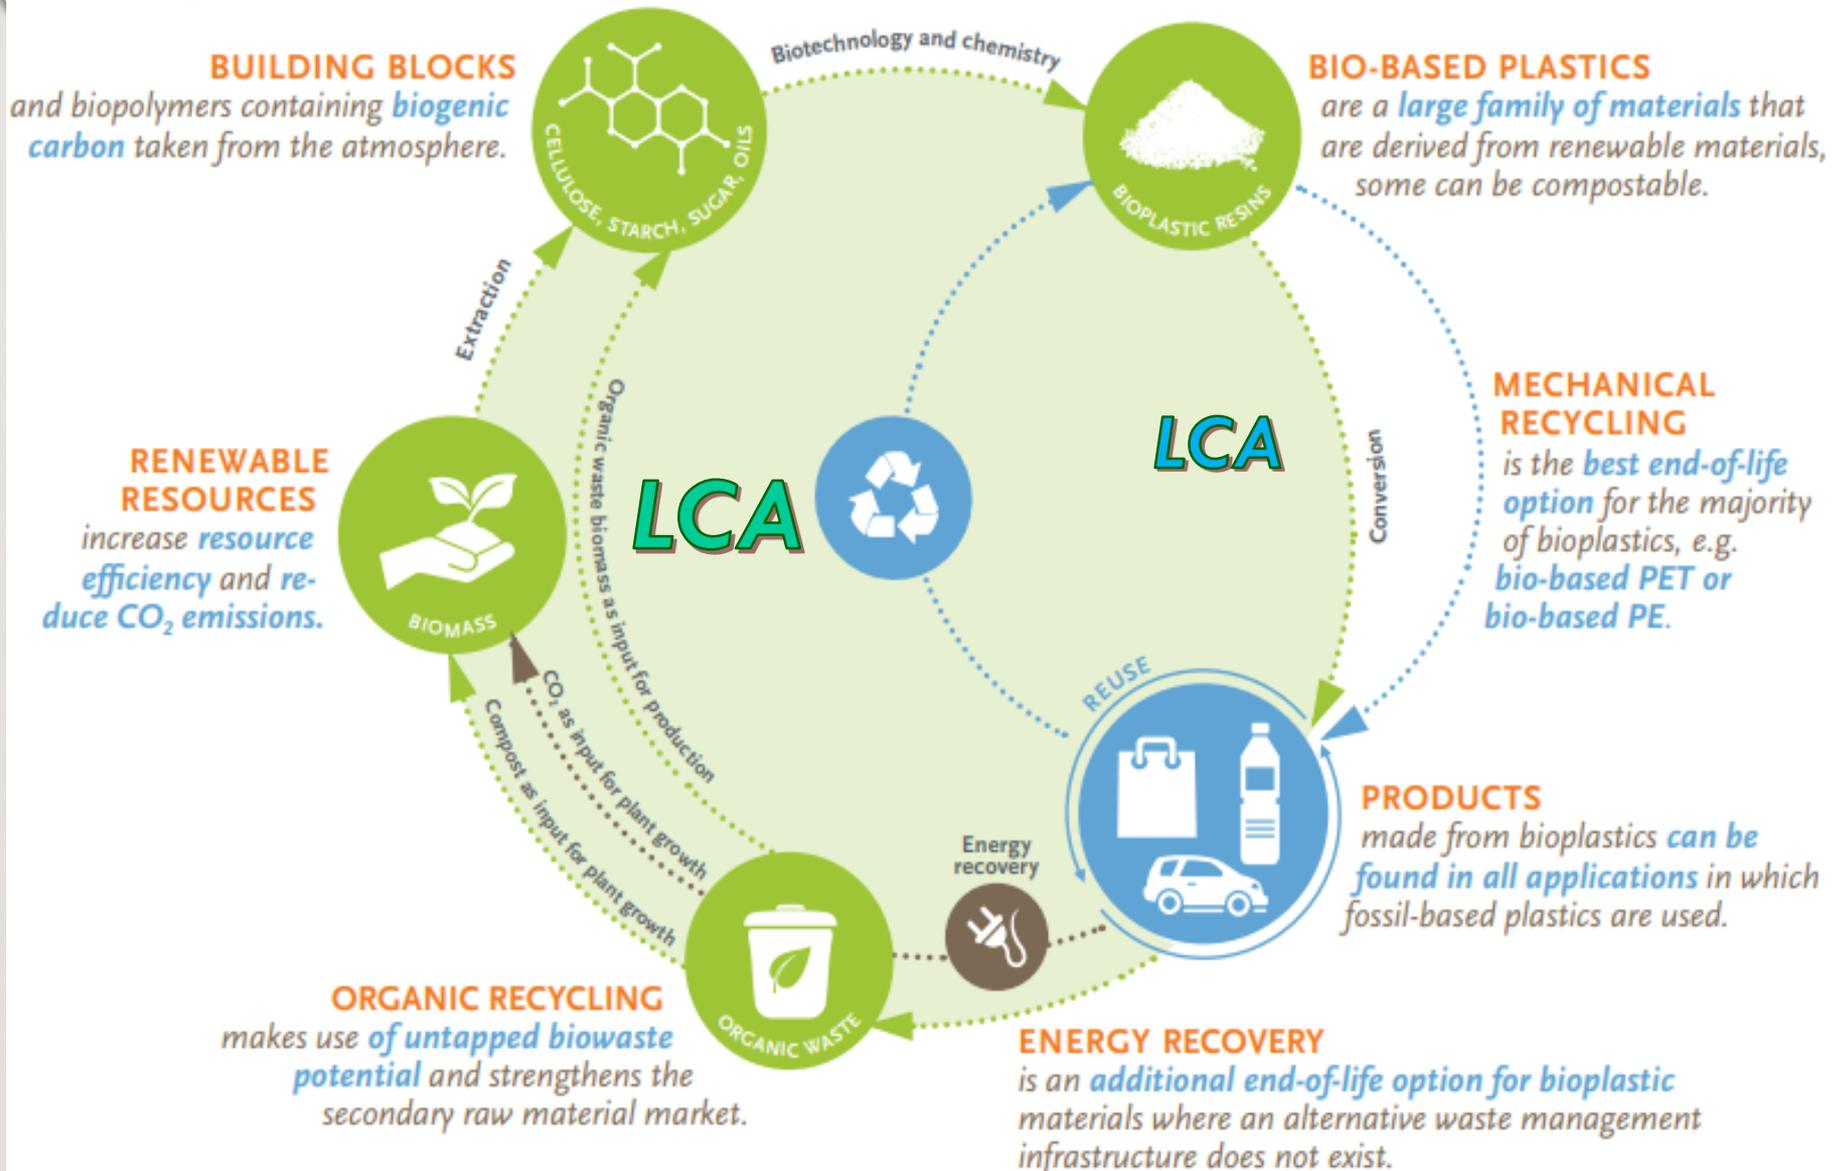 BUILDING BLOCKS
and biopolymers containing biogenic
carbon taken from the atmosphere.
CELLULOSE, STARCH, SUGAR, OILS
Biotechnology and chemistry
BIOPLASTIC RESINS
BIO-BASED PLASTICS
are a large family of materials that
are derived from renewable materials,
some can be compostable.
Extraction
Organic waste biomass as input for production
LCA
LCA
Conversion
MECHANICAL
RECYCLING
is the best end-of-life
option for the majority
of bioplastics, e.g.
bio-based PET or
bio-based PE.
RENEWABLE
RESOURCES
increase resource
efficiency and re-
duce CO₂ emissions.
BIOMASS
CO₂ as input for plant growth
Compost as input for plant growth
REUSE
PRODUCTS
made from bioplastics can be
found in all applications in which
fossil-based plastics are used.
Energy
recovery
ORGANIC WASTE
ORGANIC RECYCLING
makes use of untapped biowaste
potential and strengthens the
secondary raw material market.
ENERGY RECOVERY
is an additional end-of-life option for bioplastic
materials where an alternative waste management
infrastructure does not exist.